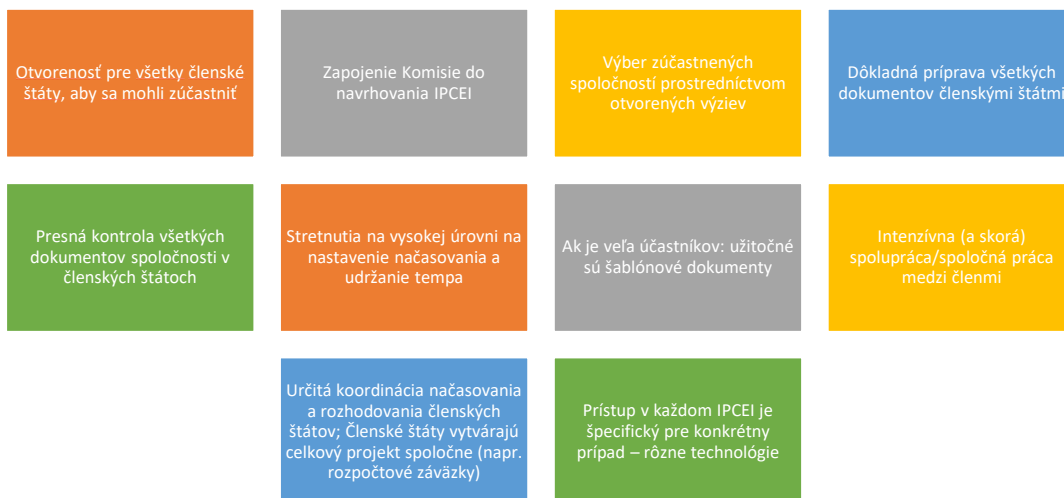 Otvorenosť pre všetky členské
štáty, aby sa mohli zúčastniť
Zapojenie Komisie do
navrhovania IPCEI
Výber zúčastnených
spoločností prostredníctvom
otvorených výziev
Dôkladná príprava všetkých
dokumentov členskými štátmi
Presná kontrola všetkých
dokumentov spoločnosti v
členských štátoch
Stretnutia na vysokej úrovni na
nastavenie načasovania a
udržanie tempa
Ak je veľa účastníkov: užitočné
sú šablónové dokumenty
Intenzívna (a skorá)
spolupráca/spoločná práca
medzi členmi
Určitá koordinácia načasovania
a rozhodovania členských
štátov; Členské štáty vytvárajú
celkový projekt spoločne (napr.
rozpočtové záväzky)
Prístup v každom IPCEI je
špecifický pre konkrétny
prípad – rôzne technológie